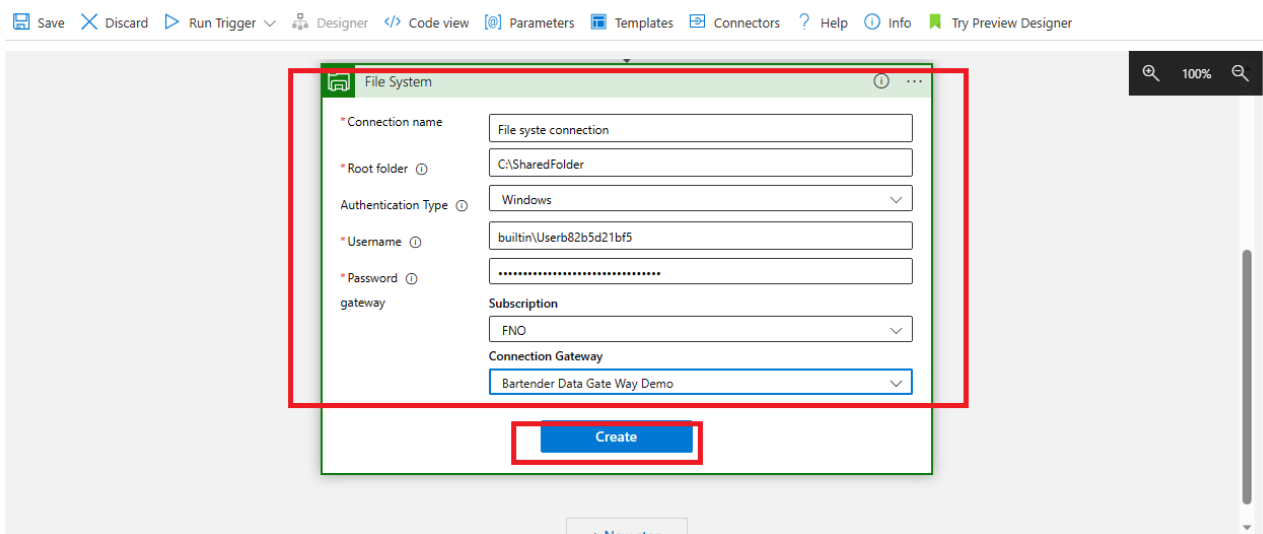 Save Discard Run Trigger Designer </> Code view [@] Parameters Templates Connectors ? Help Info Try Preview Designer
File System
100%
* Connection name File syste connection
* Root folder C:\SharedFolder
Authentication Type Windows
* Username builtin\Userb82b5d21bf5
* Password •••••••••••••••••••••••••••••••••
gateway Subscription
FNO
Connection Gateway
Bartender Data Gate Way Demo
Create
+ New step